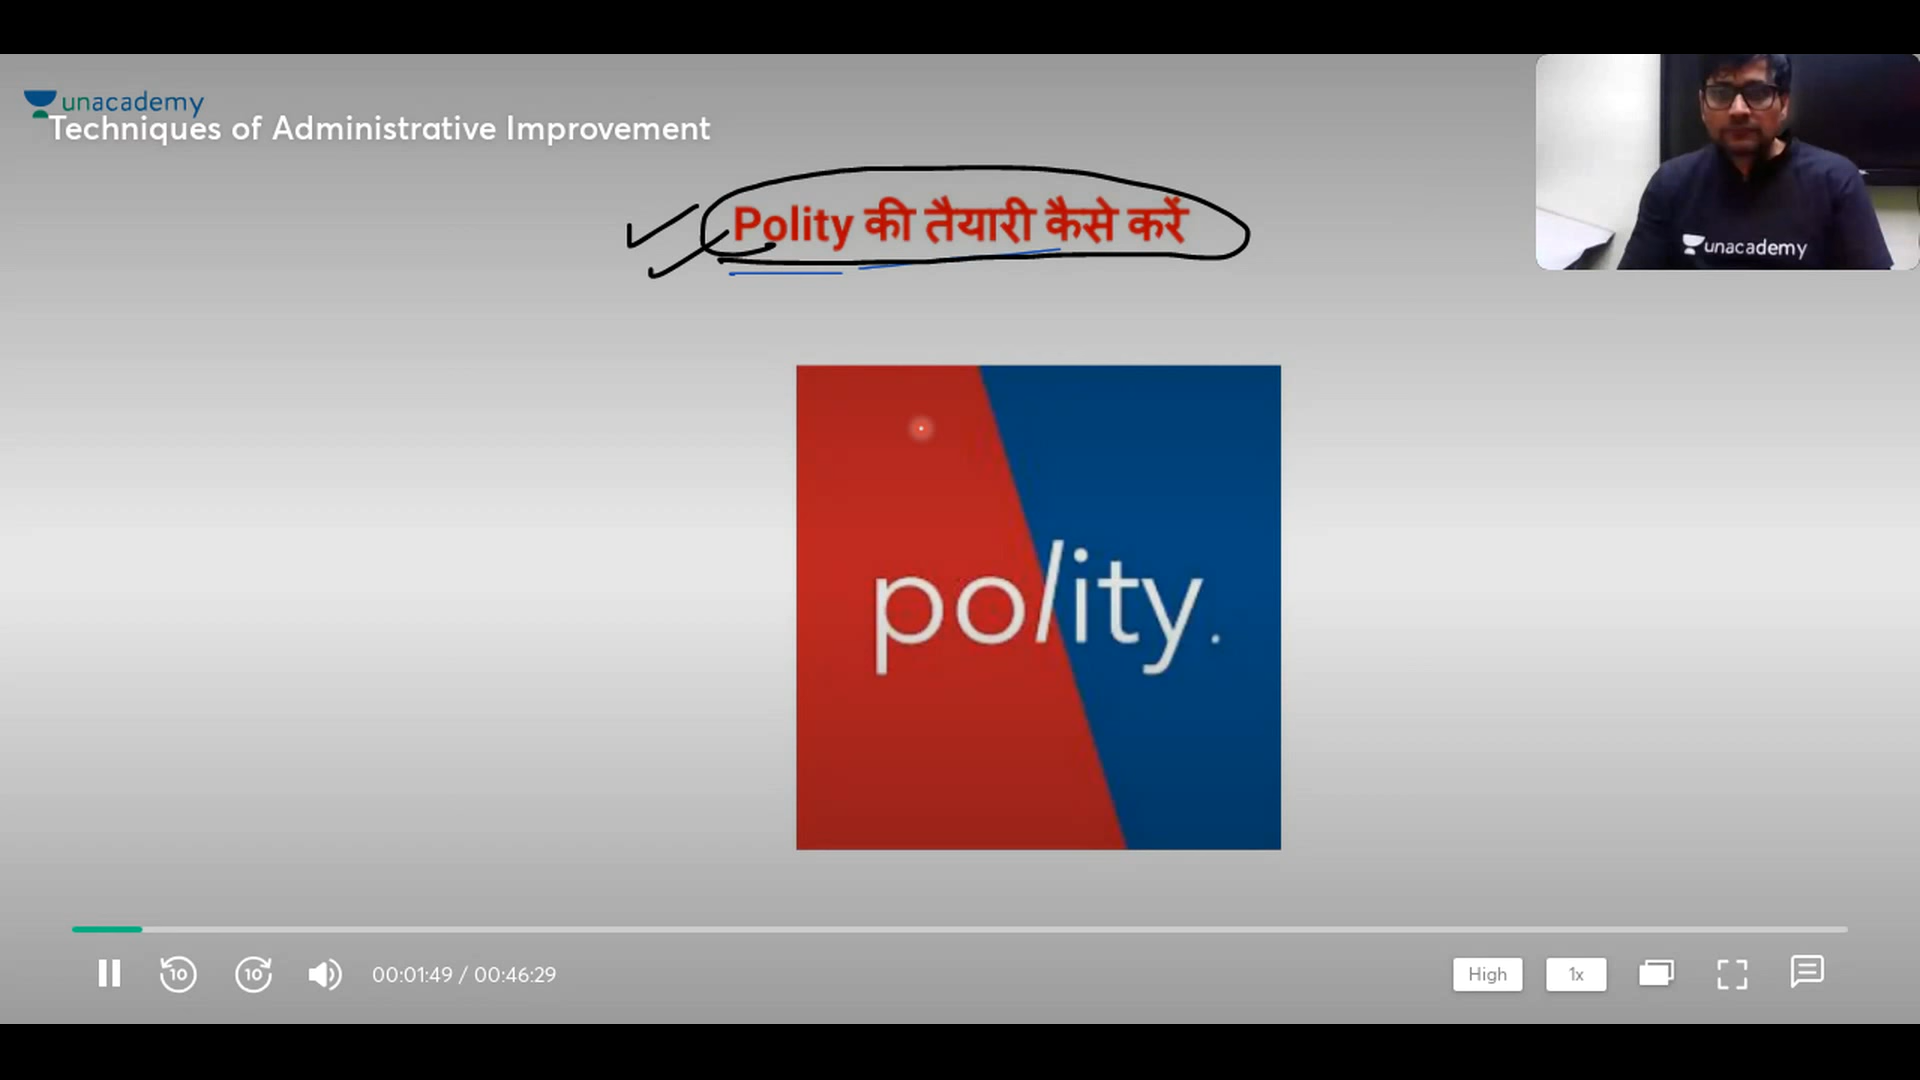 unacademy
Techniques of Administrative Improvement
Polity की तैयारी कैसे करें
unacademy
polity.
10
10
00:01:49 / 00:46:29
High
1x